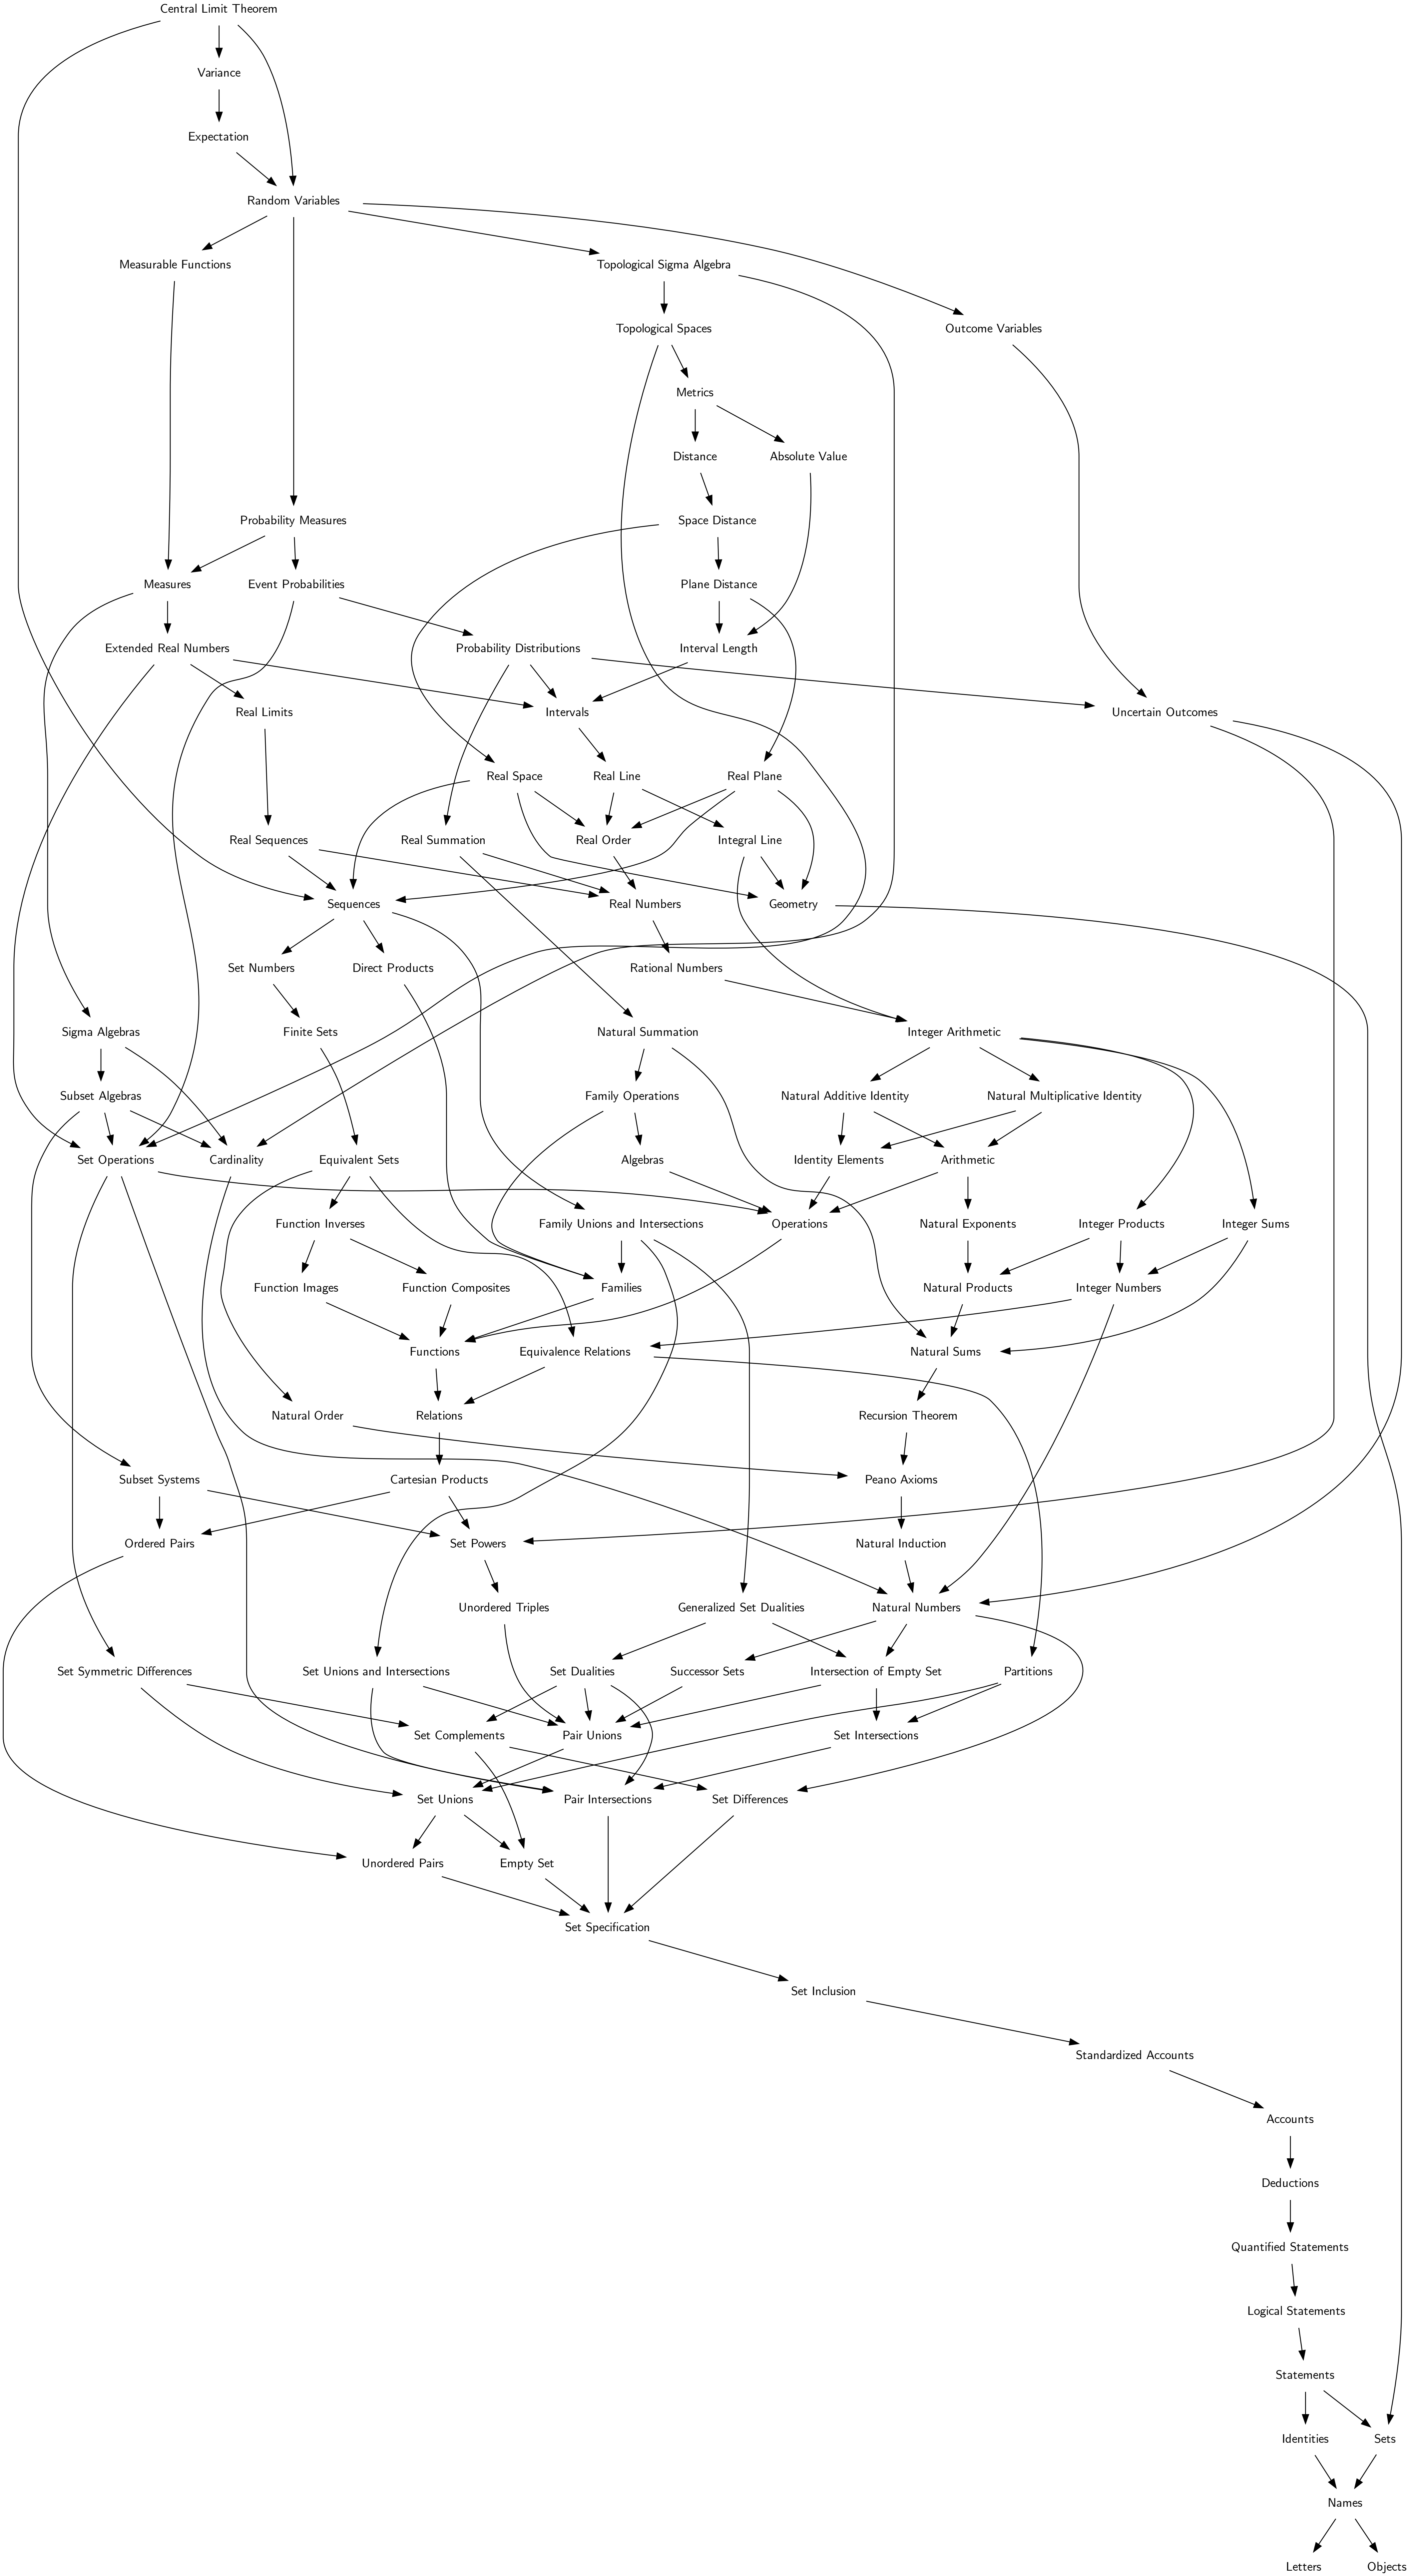 Central Limit Theorem
Variance
Expectation
Random Variables
Measurable Functions
Topological Sigma Algebra
Topological Spaces
Outcome Variables
Metrics
Distance
Absolute Value
Probability Measures
Space Distance
Measures
Event Probabilities
Plane Distance
Extended Real Numbers
Probability Distributions
Interval Length
Real Limits
Intervals
Uncertain Outcomes
Real Space
Real Line
Real Plane
Real Sequences
Real Summation
Real Order
Integral Line
Sequences
Real Numbers
Geometry
Set Numbers
Direct Products
Rational Numbers
Sigma Algebras
Finite Sets
Natural Summation
Integer Arithmetic
Subset Algebras
Family Operations
Natural Additive Identity
Natural Multiplicative Identity
Set Operations
Cardinality
Equivalent Sets
Algebras
Identity Elements
Arithmetic
Function Inverses
Family Unions and Intersections
Operations
Natural Exponents
Integer Products
Integer Sums
Function Images
Function Composites
Families
Natural Products
Integer Numbers
Functions
Equivalence Relations
Natural Sums
Natural Order
Relations
Recursion Theorem
Subset Systems
Cartesian Products
Peano Axioms
Ordered Pairs
Set Powers
Natural Induction
Unordered Triples
Generalized Set Dualities
Natural Numbers
Set Symmetric Differences
Set Unions and Intersections
Set Dualities
Successor Sets
Intersection of Empty Set
Partitions
Set Complements
Pair Unions
Set Intersections
Set Unions
Pair Intersections
Set Differences
Unordered Pairs
Empty Set
Set Specification
Set Inclusion
Standardized Accounts
Accounts
Deductions
Quantified Statements
Logical Statements
Statements
Identities
Sets
Names
Letters
Objects